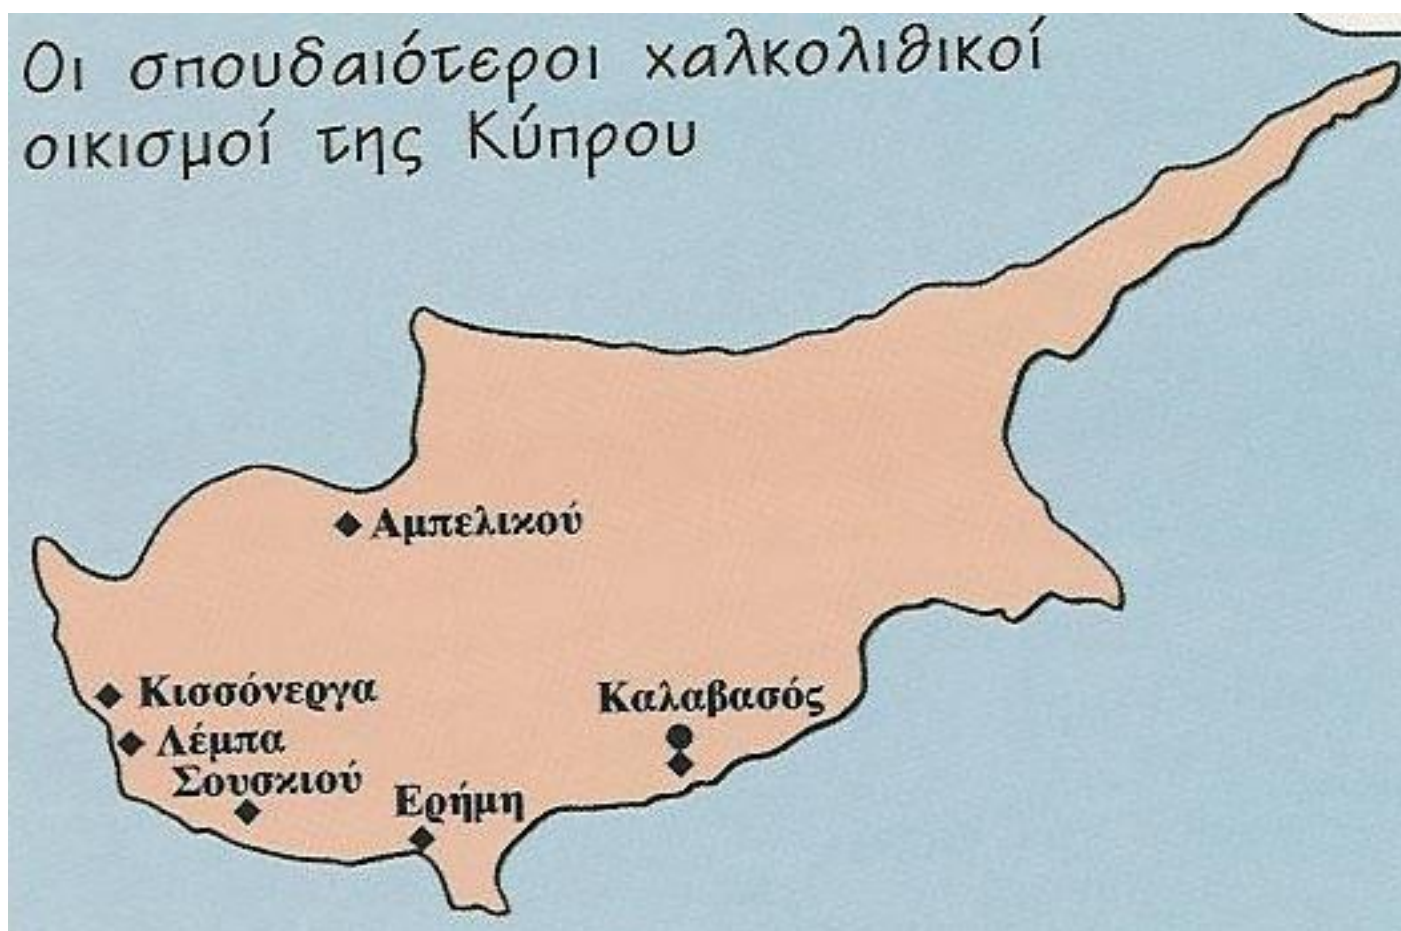 Οι σπουδαιότεροι χαλκολιθικοί
οικισμοί της Κύπρου
Αμπελικού
Κισσόνεργα
Καλαβασός
Λέμπα
Σουσκιού
Ερήμη